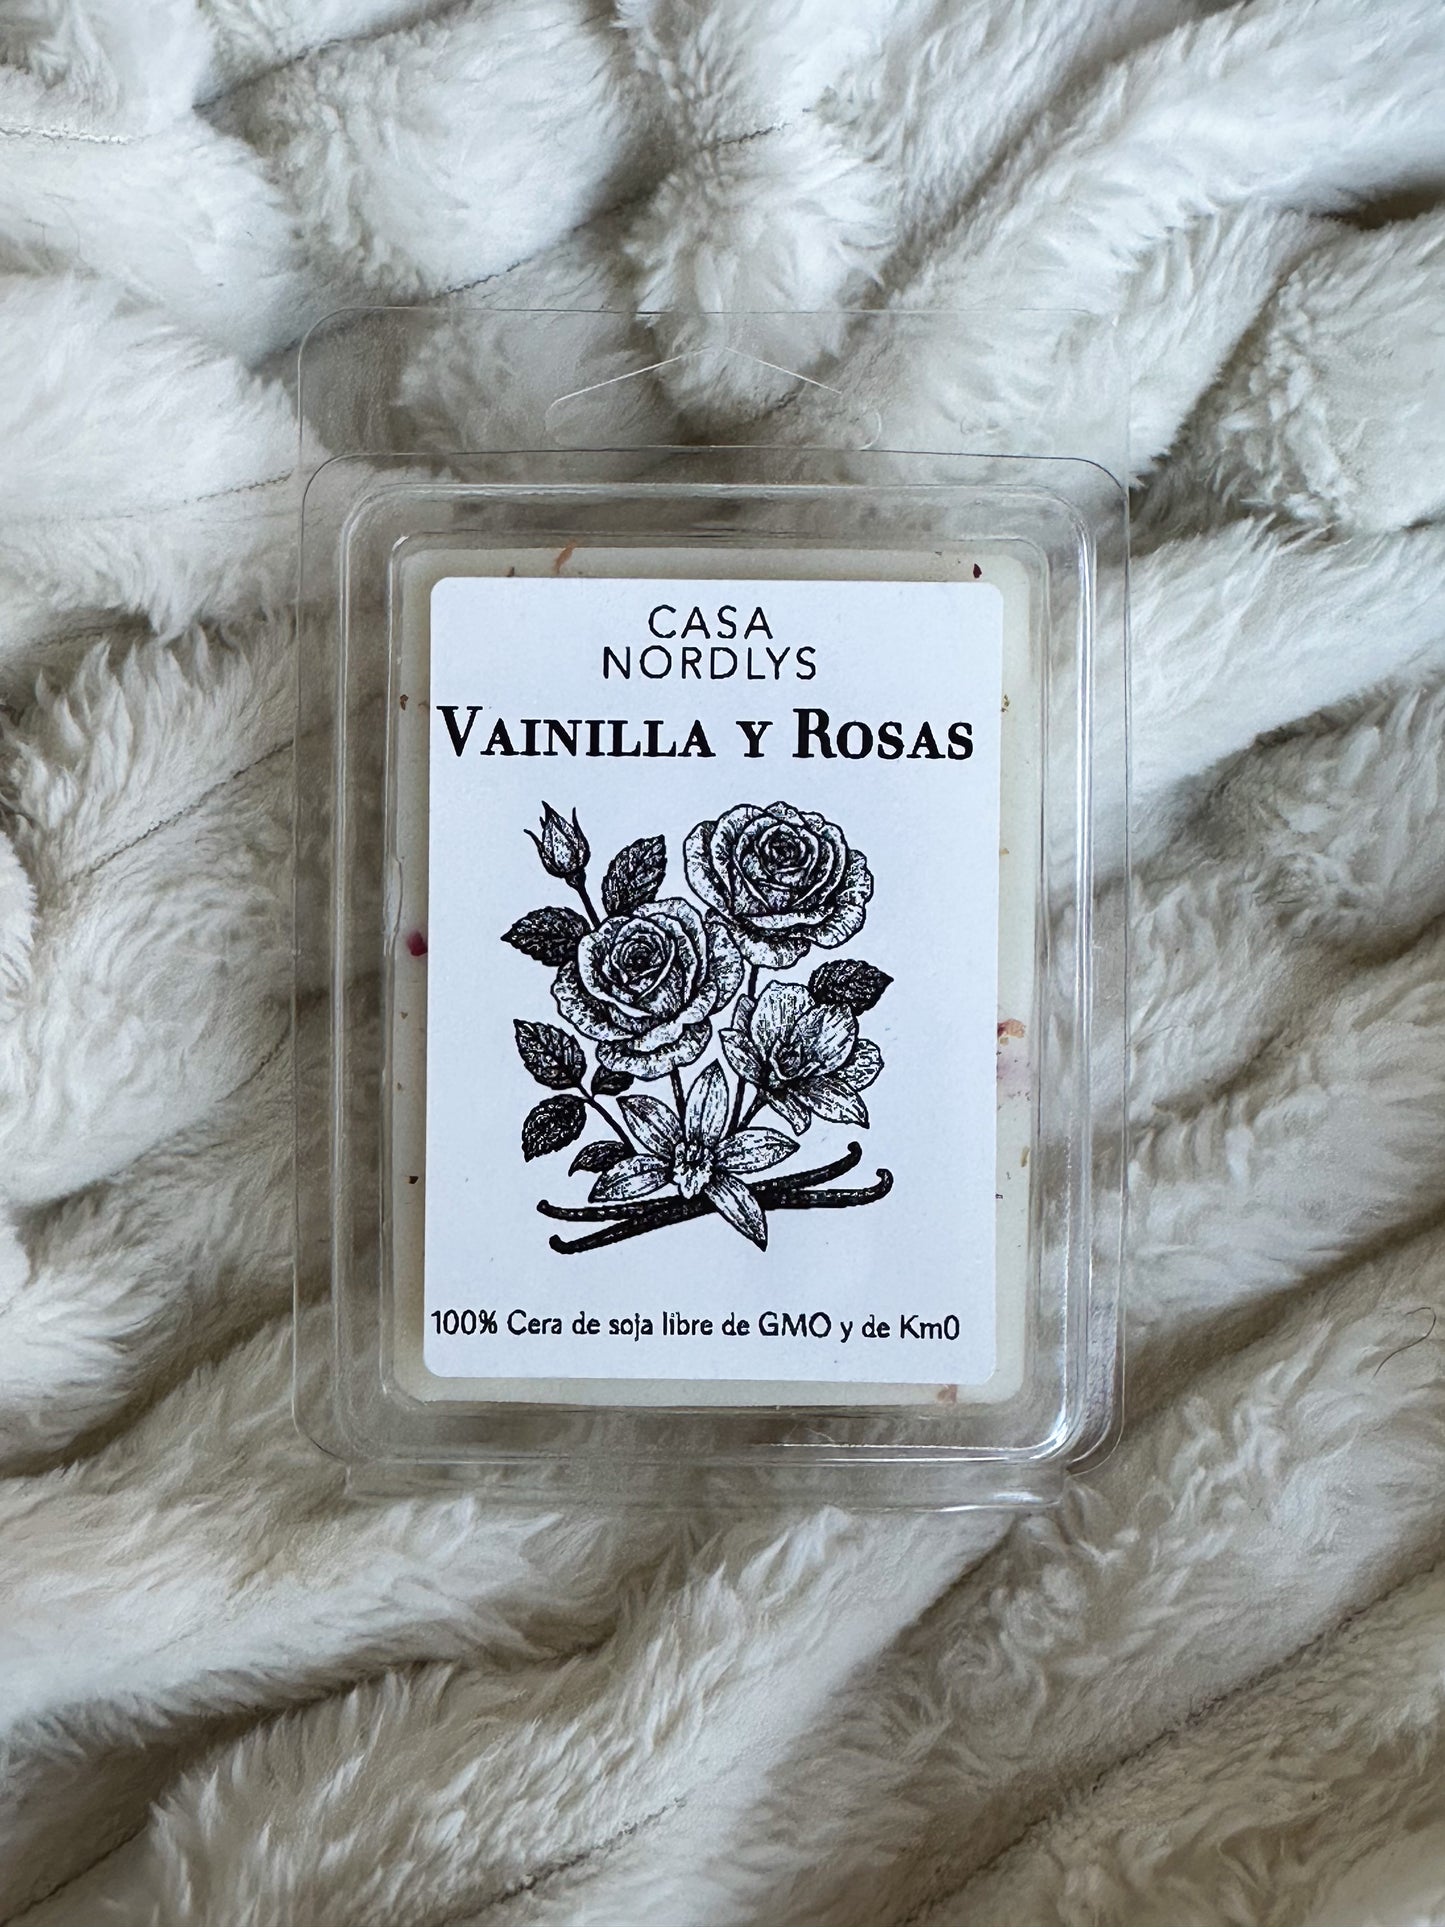 CASA
NORDLYS
VAINILLA Y ROSAS
100% Cera de soja libre de GMO y de Km0